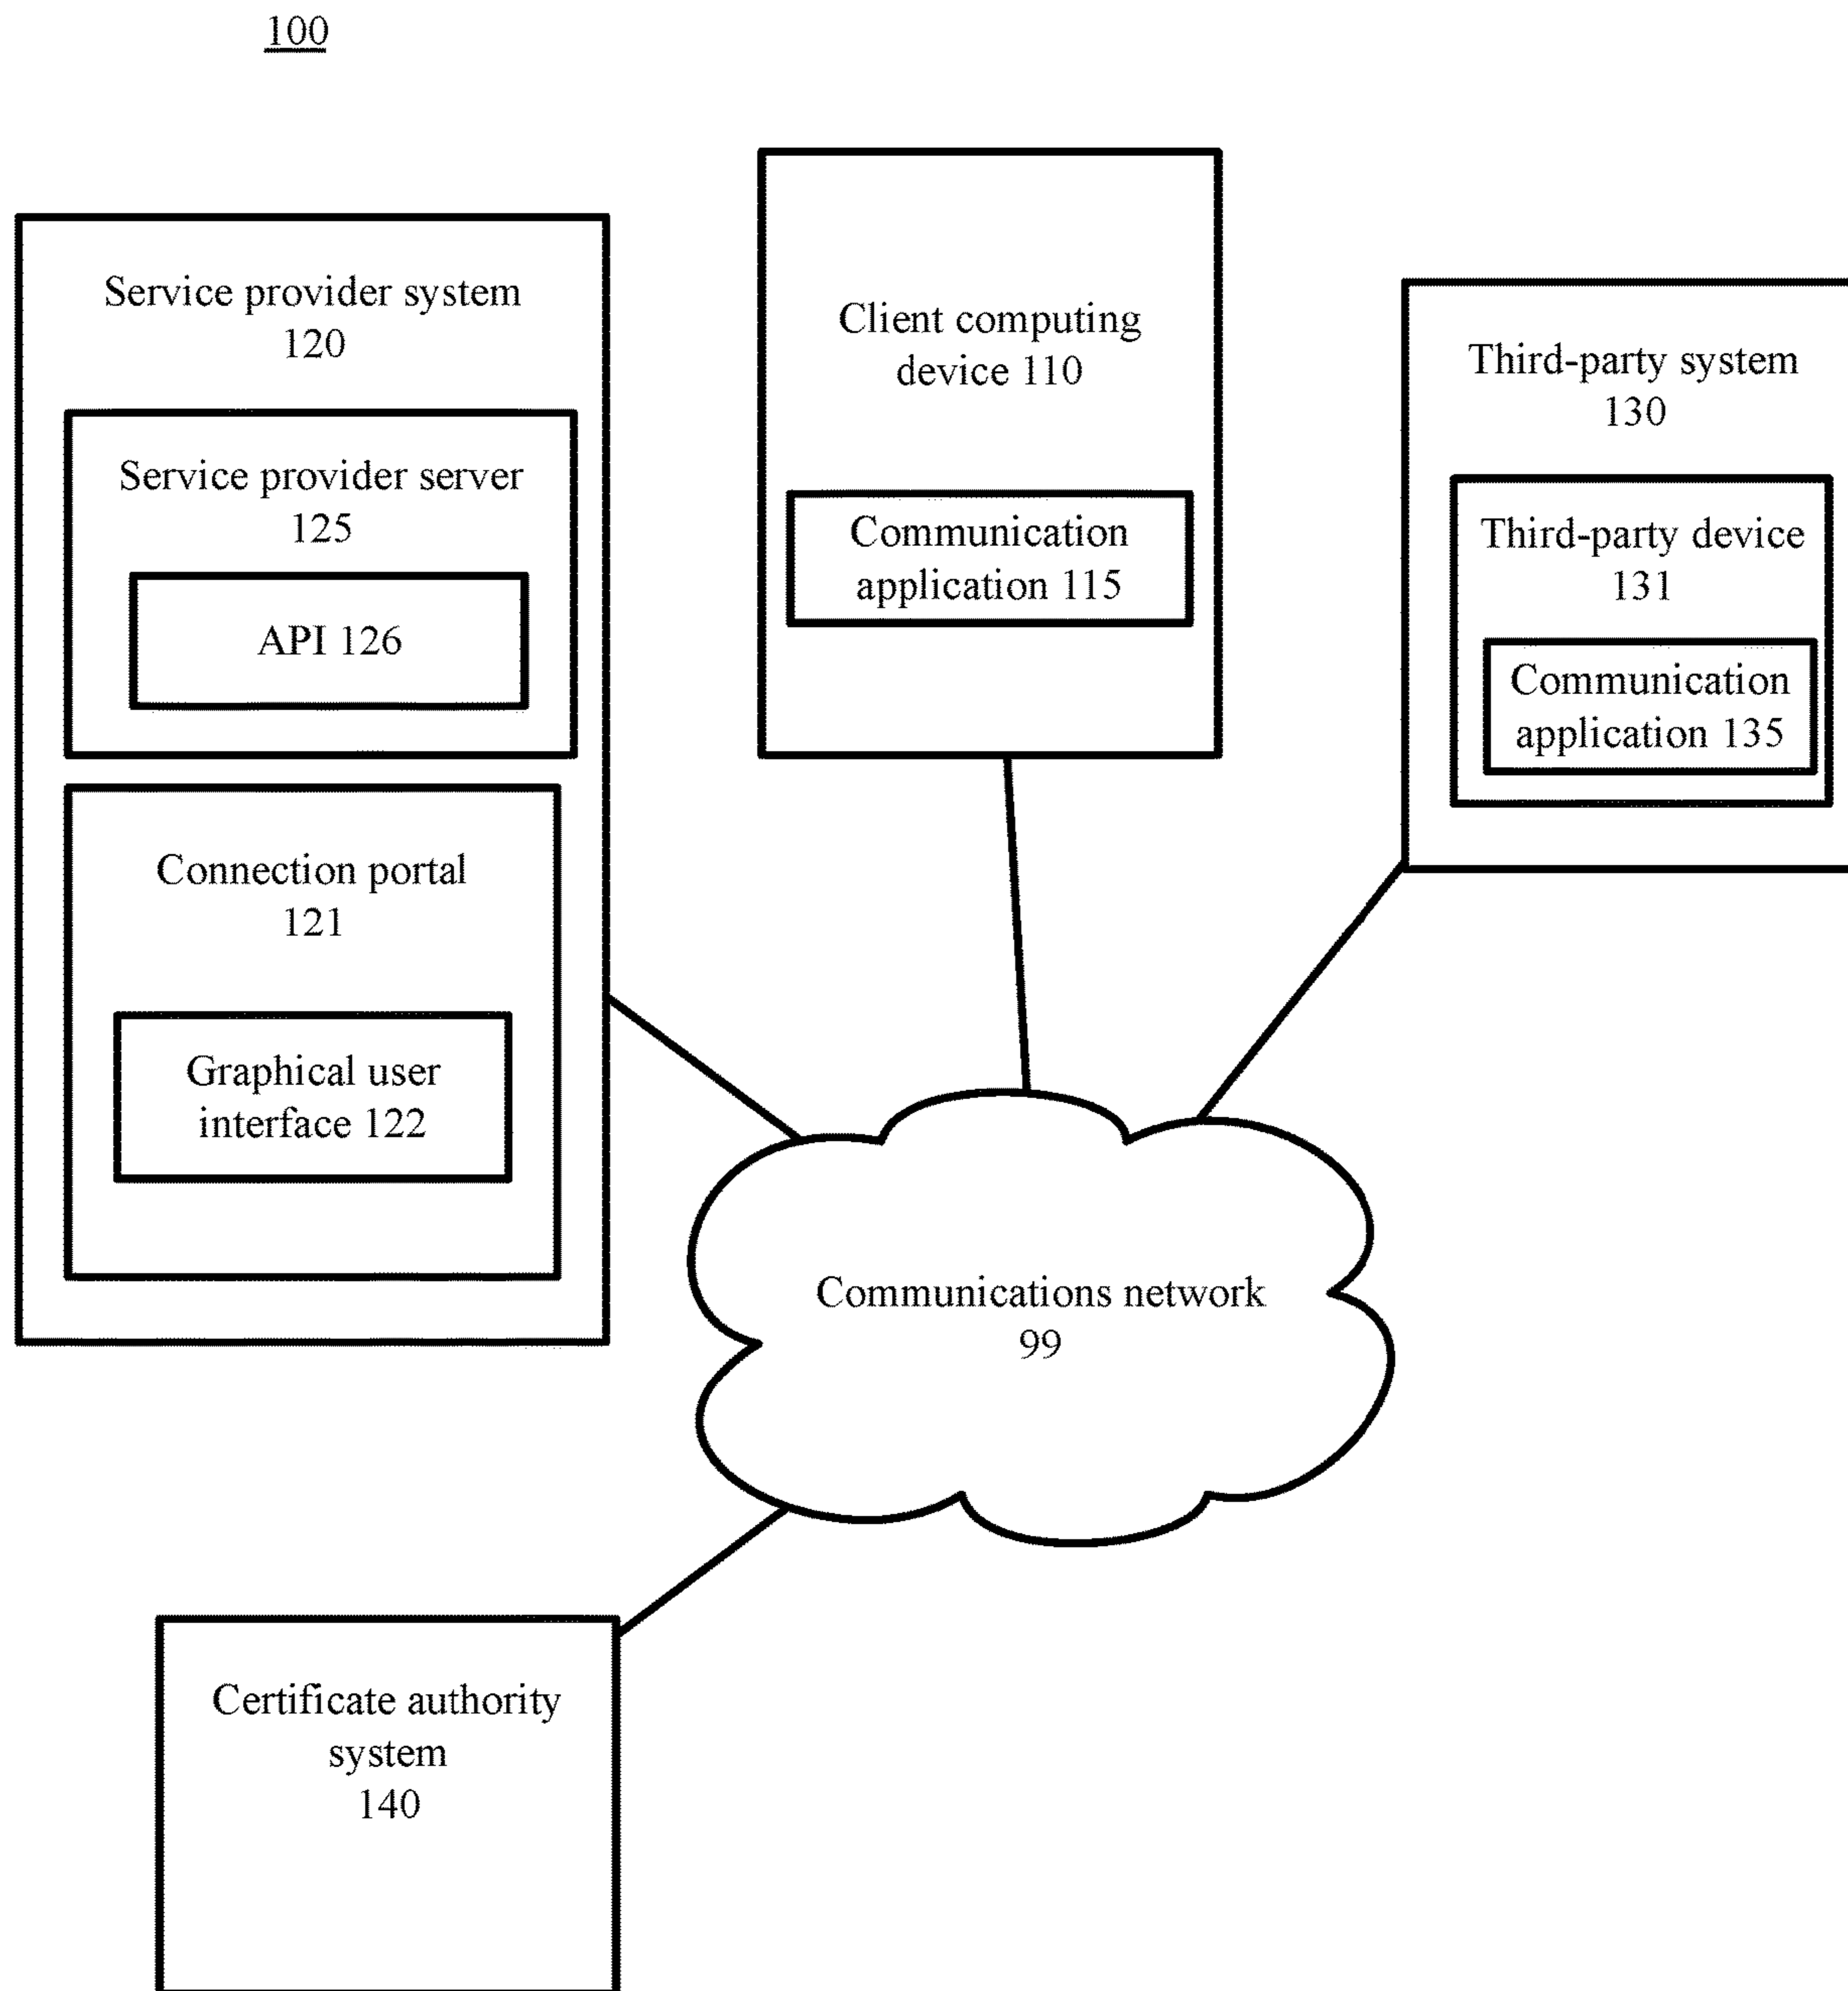 100
Service provider system
120
Service provider server
125
API 126
Connection portal
121
Graphical user
interface 122
Client computing
device 110
Communication
application 115
Third-party system
130
Third-party device
131
Communication
application 135
Communications network
99
Certificate authority
system
140